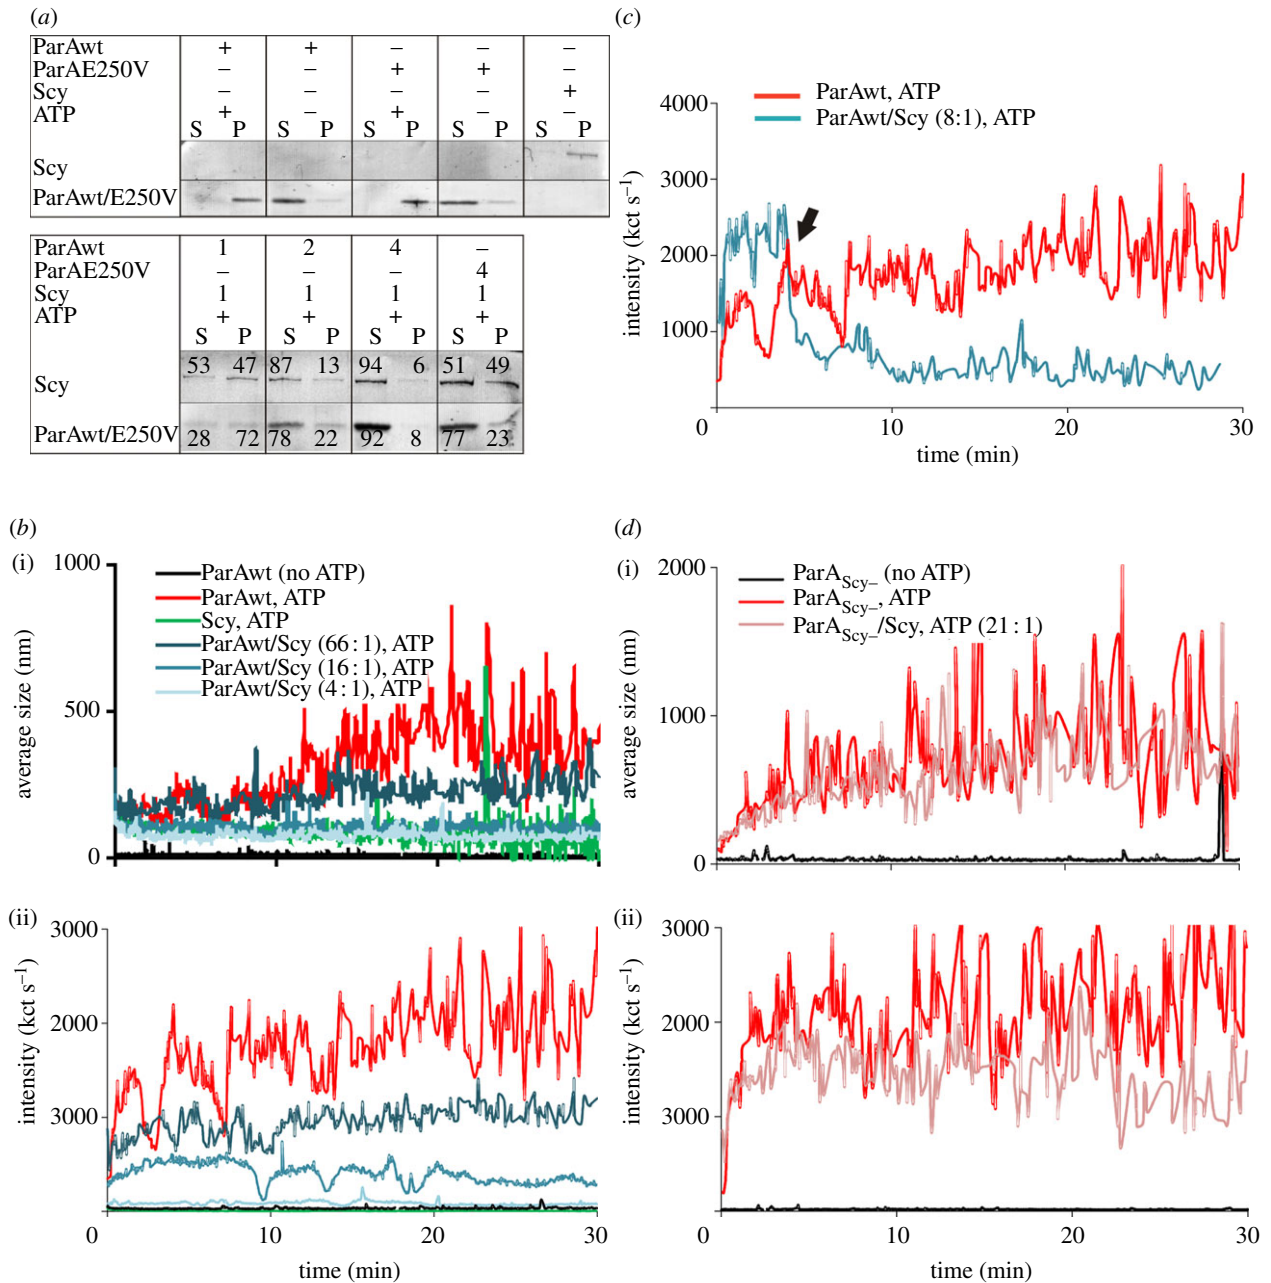 (a)
ParAwt + + – – –
ParAE250V – – + + –
Scy – – – – +
ATP + – + – –
S P S P S P S P S P
Scy
ParAwt/E250V
ParAwt 1 2 4 –
ParAE250V – – – 4
Scy 1 1 1 1
ATP + + + +
S P S P S P S P
53 47 87 13 94 6 51 49
Scy
ParAwt/E250V
28 72 78 22 92 8 77 23
(c)
ParAwt, ATP
ParAwt/Scy (8:1), ATP
4000
3000
2000
1000
intensity (kct s⁻¹)
0 10 20 30
time (min)
(b)
(i)
1000
500
0
average size (nm)
ParAwt (no ATP)
ParAwt, ATP
Scy, ATP
ParAwt/Scy (66:1), ATP
ParAwt/Scy (16:1), ATP
ParAwt/Scy (4:1), ATP
(ii)
3000
2000
3000
intensity (kct s⁻¹)
0 10 20 30
time (min)
(d)
(i)
2000
1000
0
average size (nm)
ParA_Scy– (no ATP)
ParA_Scy–, ATP
ParA_Scy–/Scy, ATP (21:1)
(ii)
3000
2000
3000
intensity (kct s⁻¹)
0 10 20 30
time (min)